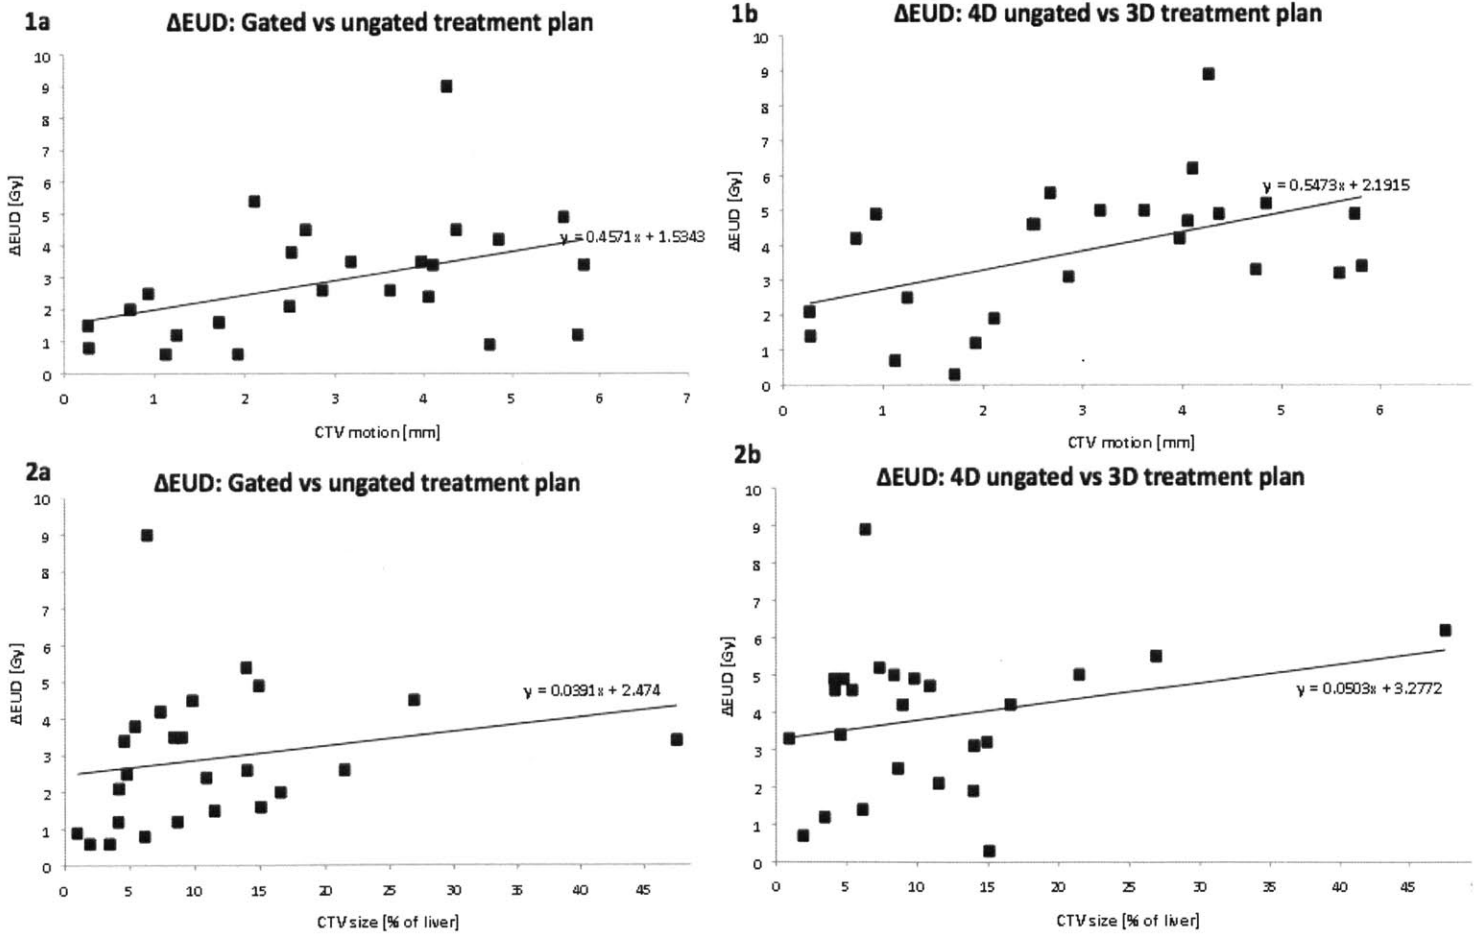 1a
ΔEUD: Gated vs ungated treatment plan
10
9
8
7
6
5
4
3
2
1
0
ΔEUD [Gy]
y = 0.4571x + 1.5343
0 1 2 3 4 5 6 7
CTV motion [mm]
1b
ΔEUD: 4D ungated vs 3D treatment plan
10
9
8
7
6
5
4
3
2
1
0
ΔEUD [Gy]
y = 0.5473x + 2.1915
0 1 2 3 4 5 6
CTV motion [mm]
2a
ΔEUD: Gated vs ungated treatment plan
10
9
8
7
6
5
4
3
2
1
0
ΔEUD [Gy]
y = 0.0391x + 2.474
0 5 10 15 20 25 30 35 40 45
CTV size [% of liver]
2b
ΔEUD: 4D ungated vs 3D treatment plan
10
9
8
7
6
5
4
3
2
1
0
ΔEUD [Gy]
y = 0.0503x + 3.2772
0 5 10 15 20 25 30 35 40 45
CTV size [% of liver]